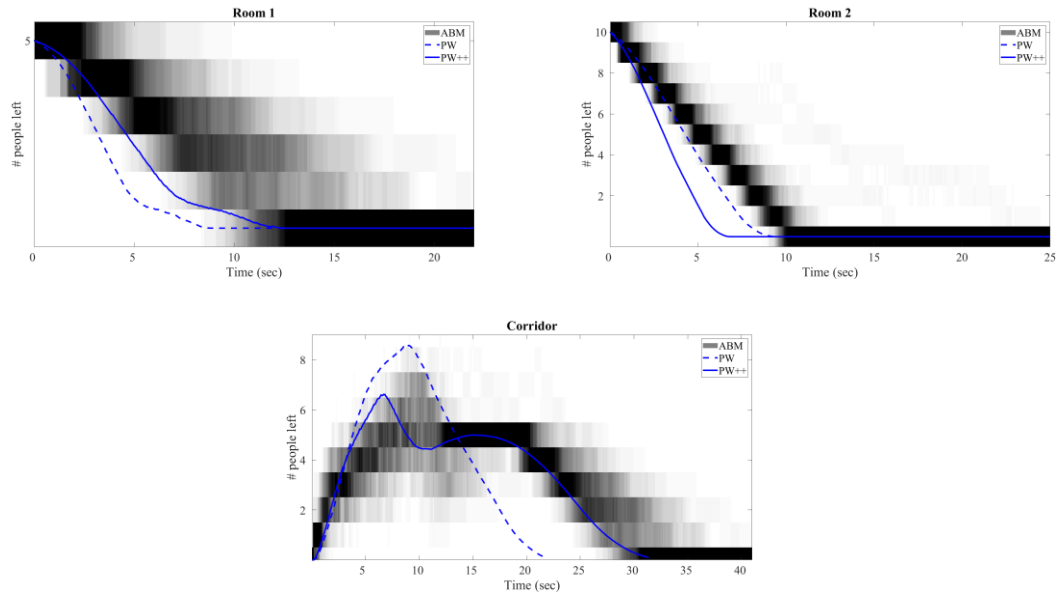 Room 1
5
# people left
ABM
PW
PW++
0 5 10 15 20
Time (sec)
Room 2
10
8
6
4
2
# people left
ABM
PW
PW++
0 5 10 15 20 25
Time (sec)
Corridor
8
6
4
2
# people left
ABM
PW
PW++
5 10 15 20 25 30 35 40
Time (sec)